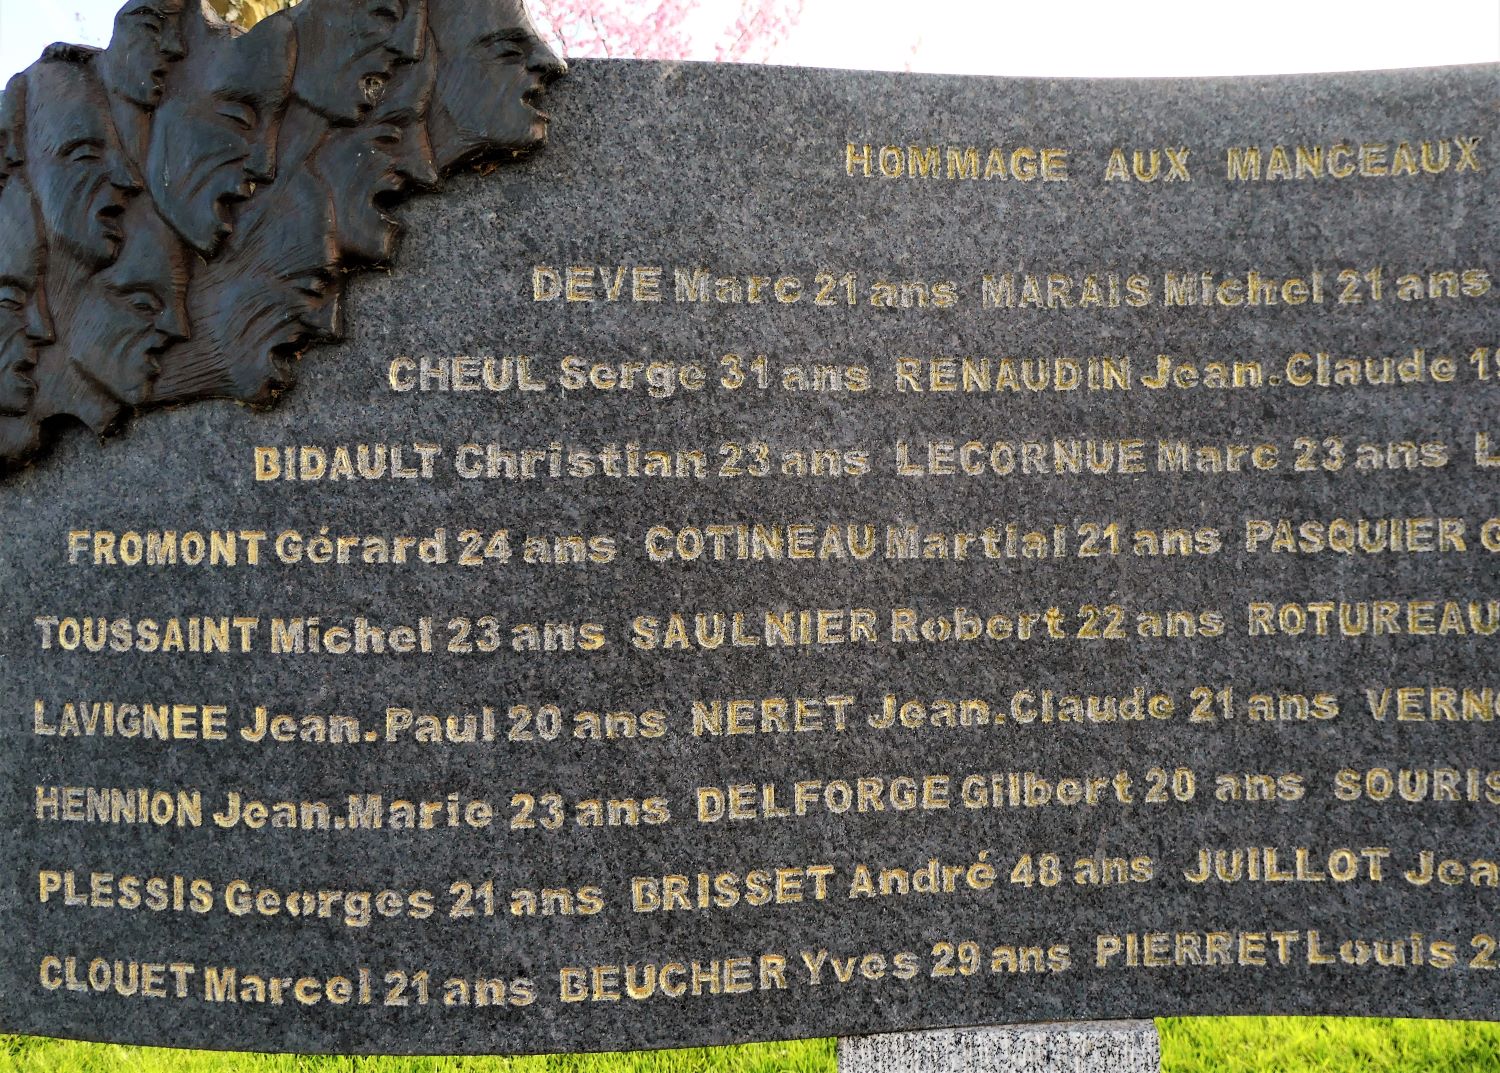 HOMMAGE AUX MANCEAUX
DEVE Marc 21 ans MARAIS Michel 21 ans
CHEUL Serge 31 ans RENAUDIN Jean.Claude
BIDAULT Christian 23 ans LECORNUE Marc 23 ans
FROMONT Gérard 24 ans COTINEAU Martial 21 ans PASQUIER
TOUSSAINT Michel 23 ans SAULNIER Robert 22 ans ROTUREAU
LAVIGNEE Jean.Paul 20 ans NERET Jean.Claude 21 ans
HENNION Jean.Marie 23 ans DELFORGE Gilbert 20 ans SOURIS
PLESSIS Georges 21 ans BRISSET André 48 ans JUILLOT
CLOUET Marcel 21 ans BEUCHER Yves 29 ans PIERRET Louis